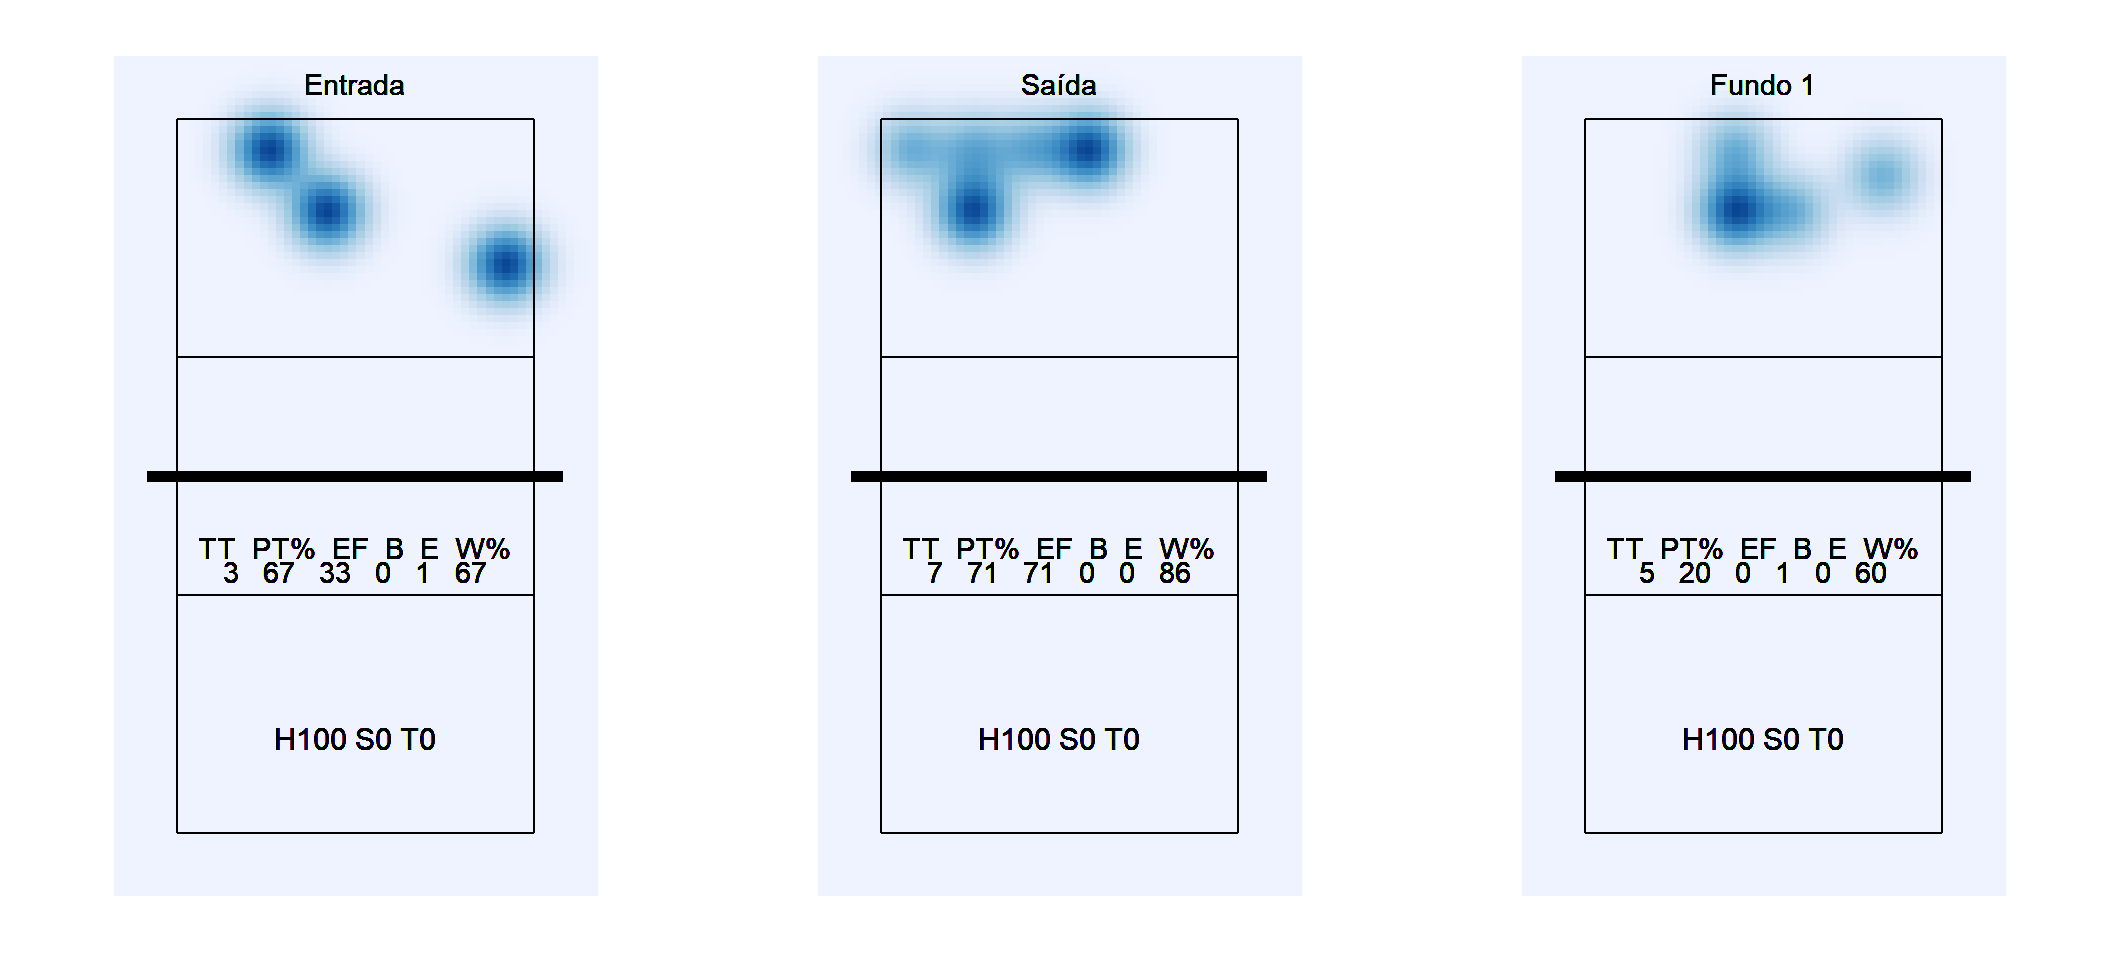 Entrada
TT PT% EF B E W%
3 67 33 0 1 67
H100 S0 T0
Saída
TT PT% EF B E W%
7 71 71 0 0 86
H100 S0 T0
Fundo 1
TT PT% EF B E W%
5 20 0 1 0 60
H100 S0 T0